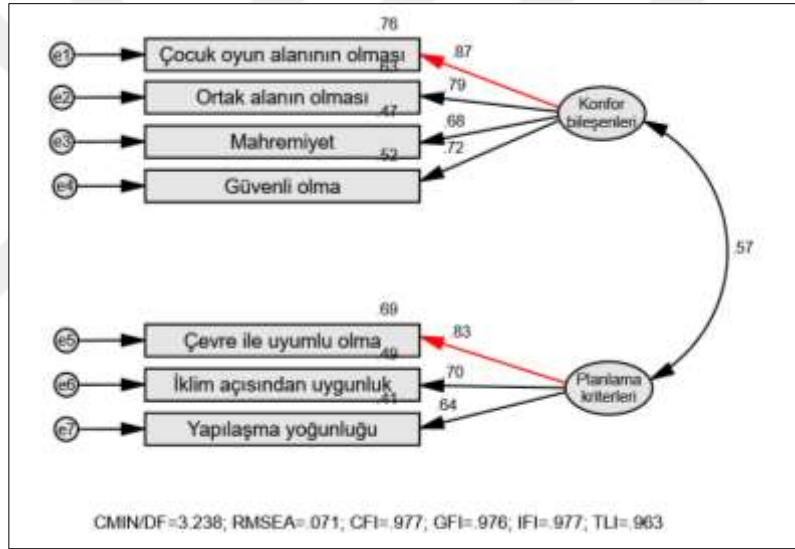 .76
e1 Çocuk oyun alanının olması .87
.63
e2 Ortak alanın olması .79
.47
e3 Mahremiyet .68
.52
e4 Güvenli olma .72
Konfor
bileşenleri
.57
.69
e5 Çevre ile uyumlu olma .83
.49
e6 İklim açısından uygunluk .70
.41
e7 Yapılaşma yoğunluğu .64
Planlama
kriterleri
CMIN/DF=3.238; RMSEA=.071; CFI=.977; GFI=.976; IFI=.977; TLI=.963